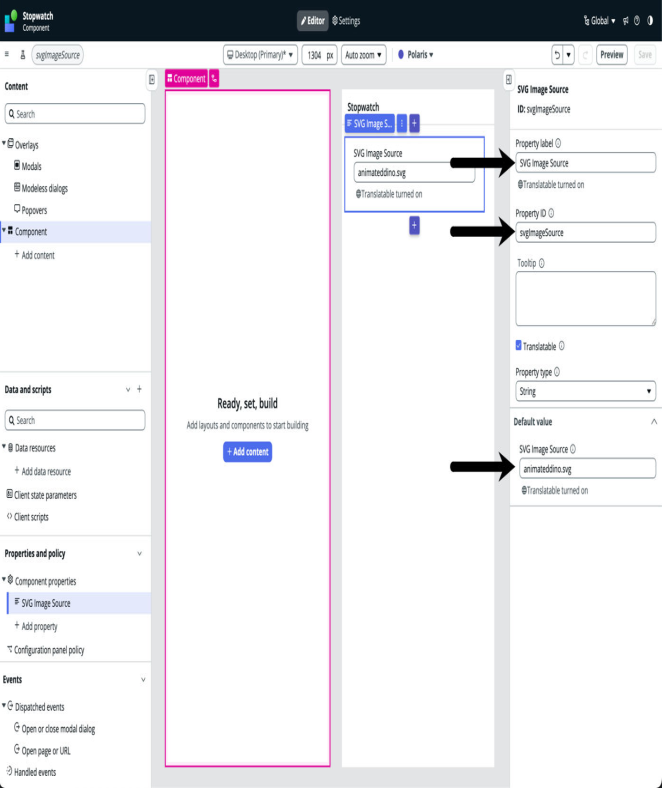 Stopwatch
Component
Editor
Settings
Global
svgImageSource
Desktop (Primary)*
1304 px
Auto zoom
Polaris
Preview
Save
Content
Search
Overlays
Modals
Modeless dialogs
Popovers
Component
+ Add content
Data and scripts
Search
Data resources
+ Add data resource
Client state parameters
Client scripts
Properties and policy
Component properties
SVG Image Source
+ Add property
Configuration panel policy
Events
Dispatched events
Open or close modal dialog
Open page or URL
Handled events
Component
Ready, set, build
Add layouts and components to start building
+ Add content
Stopwatch
SVG Image S...
SVG Image Source
animateddino.svg
Translatable turned on
SVG Image Source
ID: svgImageSource
Property label
SVG Image Source
Translatable turned on
Property ID
svgImageSource
Tooltip
Translatable
Property type
String
Default value
SVG Image Source
animateddino.svg
Translatable turned on